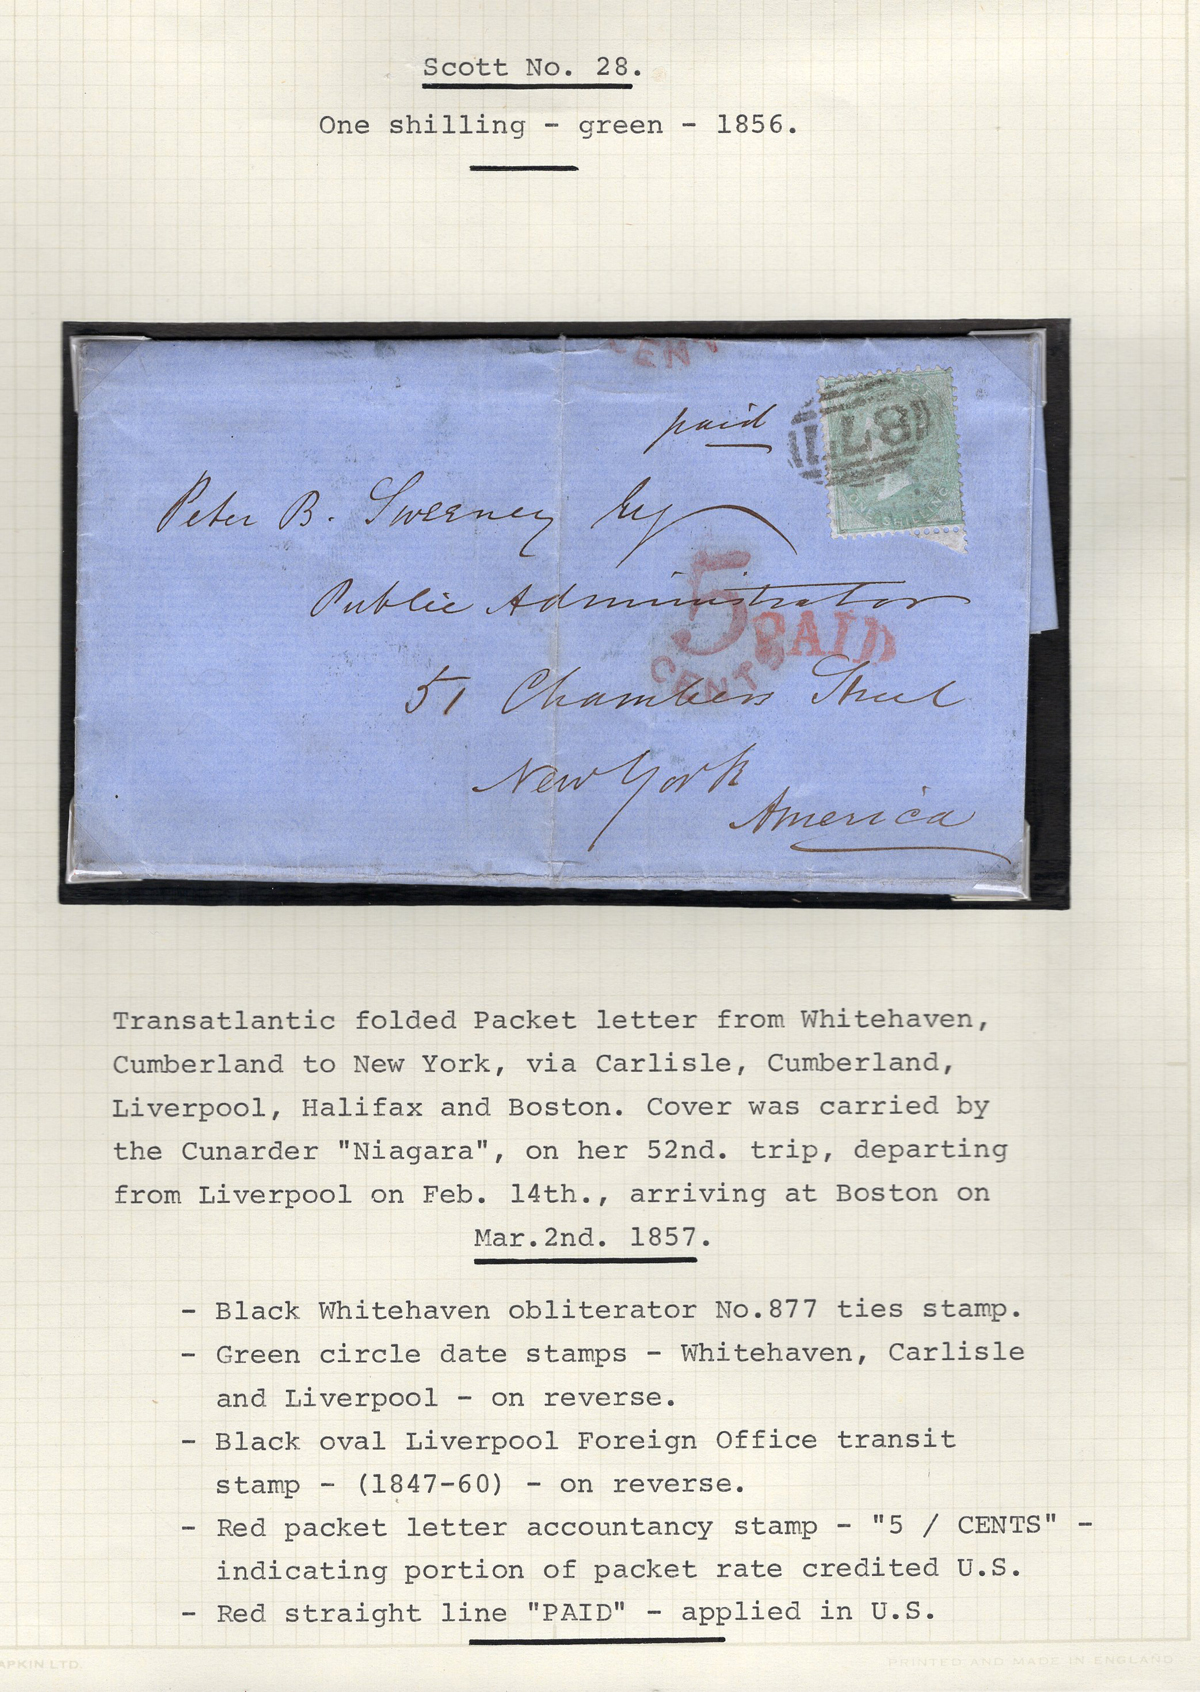 Scott No. 28.
One shilling - green - 1856.
CENT
paid
877
Peter B. Sweeney Esq
Public Administrator
5
PAID
CENTS
51 Chambers Street
New York
America
Transatlantic folded Packet letter from Whitehaven,
Cumberland to New York, via Carlisle, Cumberland,
Liverpool, Halifax and Boston. Cover was carried by
the Cunarder "Niagara", on her 52nd. trip, departing
from Liverpool on Feb. 14th., arriving at Boston on
Mar.2nd. 1857.
- Black Whitehaven obliterator No.877 ties stamp.
- Green circle date stamps - Whitehaven, Carlisle
and Liverpool - on reverse.
- Black oval Liverpool Foreign Office transit
stamp - (1847-60) - on reverse.
- Red packet letter accountancy stamp - "5 / CENTS" -
indicating portion of packet rate credited U.S.
- Red straight line "PAID" - applied in U.S.
APKIN LTD.
PRINTED AND MADE IN ENGLAND